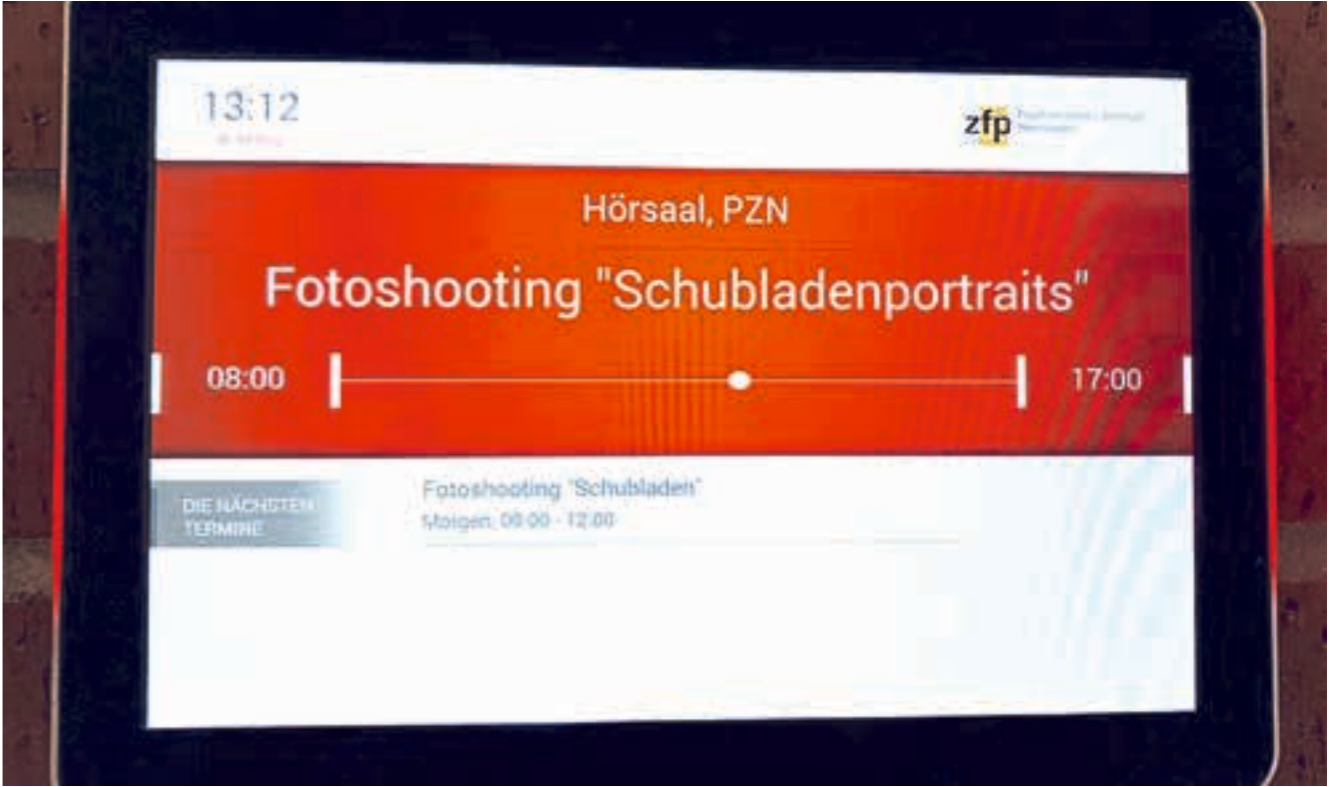 13:12
zfp
Hörsaal, PZN
Fotoshooting "Schubladenportraits"
08:00
17:00
DIE NÄCHSTEN
TERMINE
Fotoshooting "Schubladen"
Morgen, 08:00 - 12:00